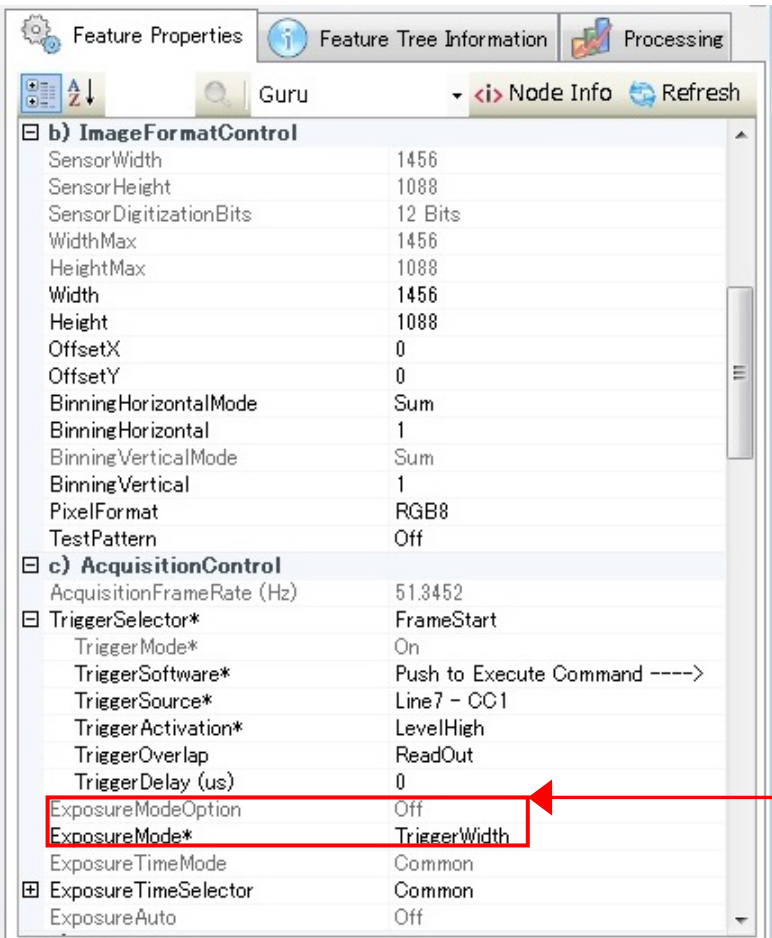 Feature Properties Feature Tree Information Processing
Guru <i> Node Info Refresh
b) ImageFormatControl
SensorWidth 1456
SensorHeight 1088
SensorDigitizationBits 12 Bits
WidthMax 1456
HeightMax 1088
Width 1456
Height 1088
OffsetX 0
OffsetY 0
BinningHorizontalMode Sum
BinningHorizontal 1
BinningVerticalMode Sum
BinningVertical 1
PixelFormat RGB8
TestPattern Off
c) AcquisitionControl
AcquisitionFrameRate (Hz) 51.3452
TriggerSelector* FrameStart
TriggerMode* On
TriggerSoftware* Push to Execute Command ---->
TriggerSource* Line7 - CC1
TriggerActivation* LevelHigh
TriggerOverlap ReadOut
TriggerDelay (us) 0
ExposureModeOption Off
ExposureMode* TriggerWidth
ExposureTimeMode Common
ExposureTimeSelector Common
ExposureAuto Off